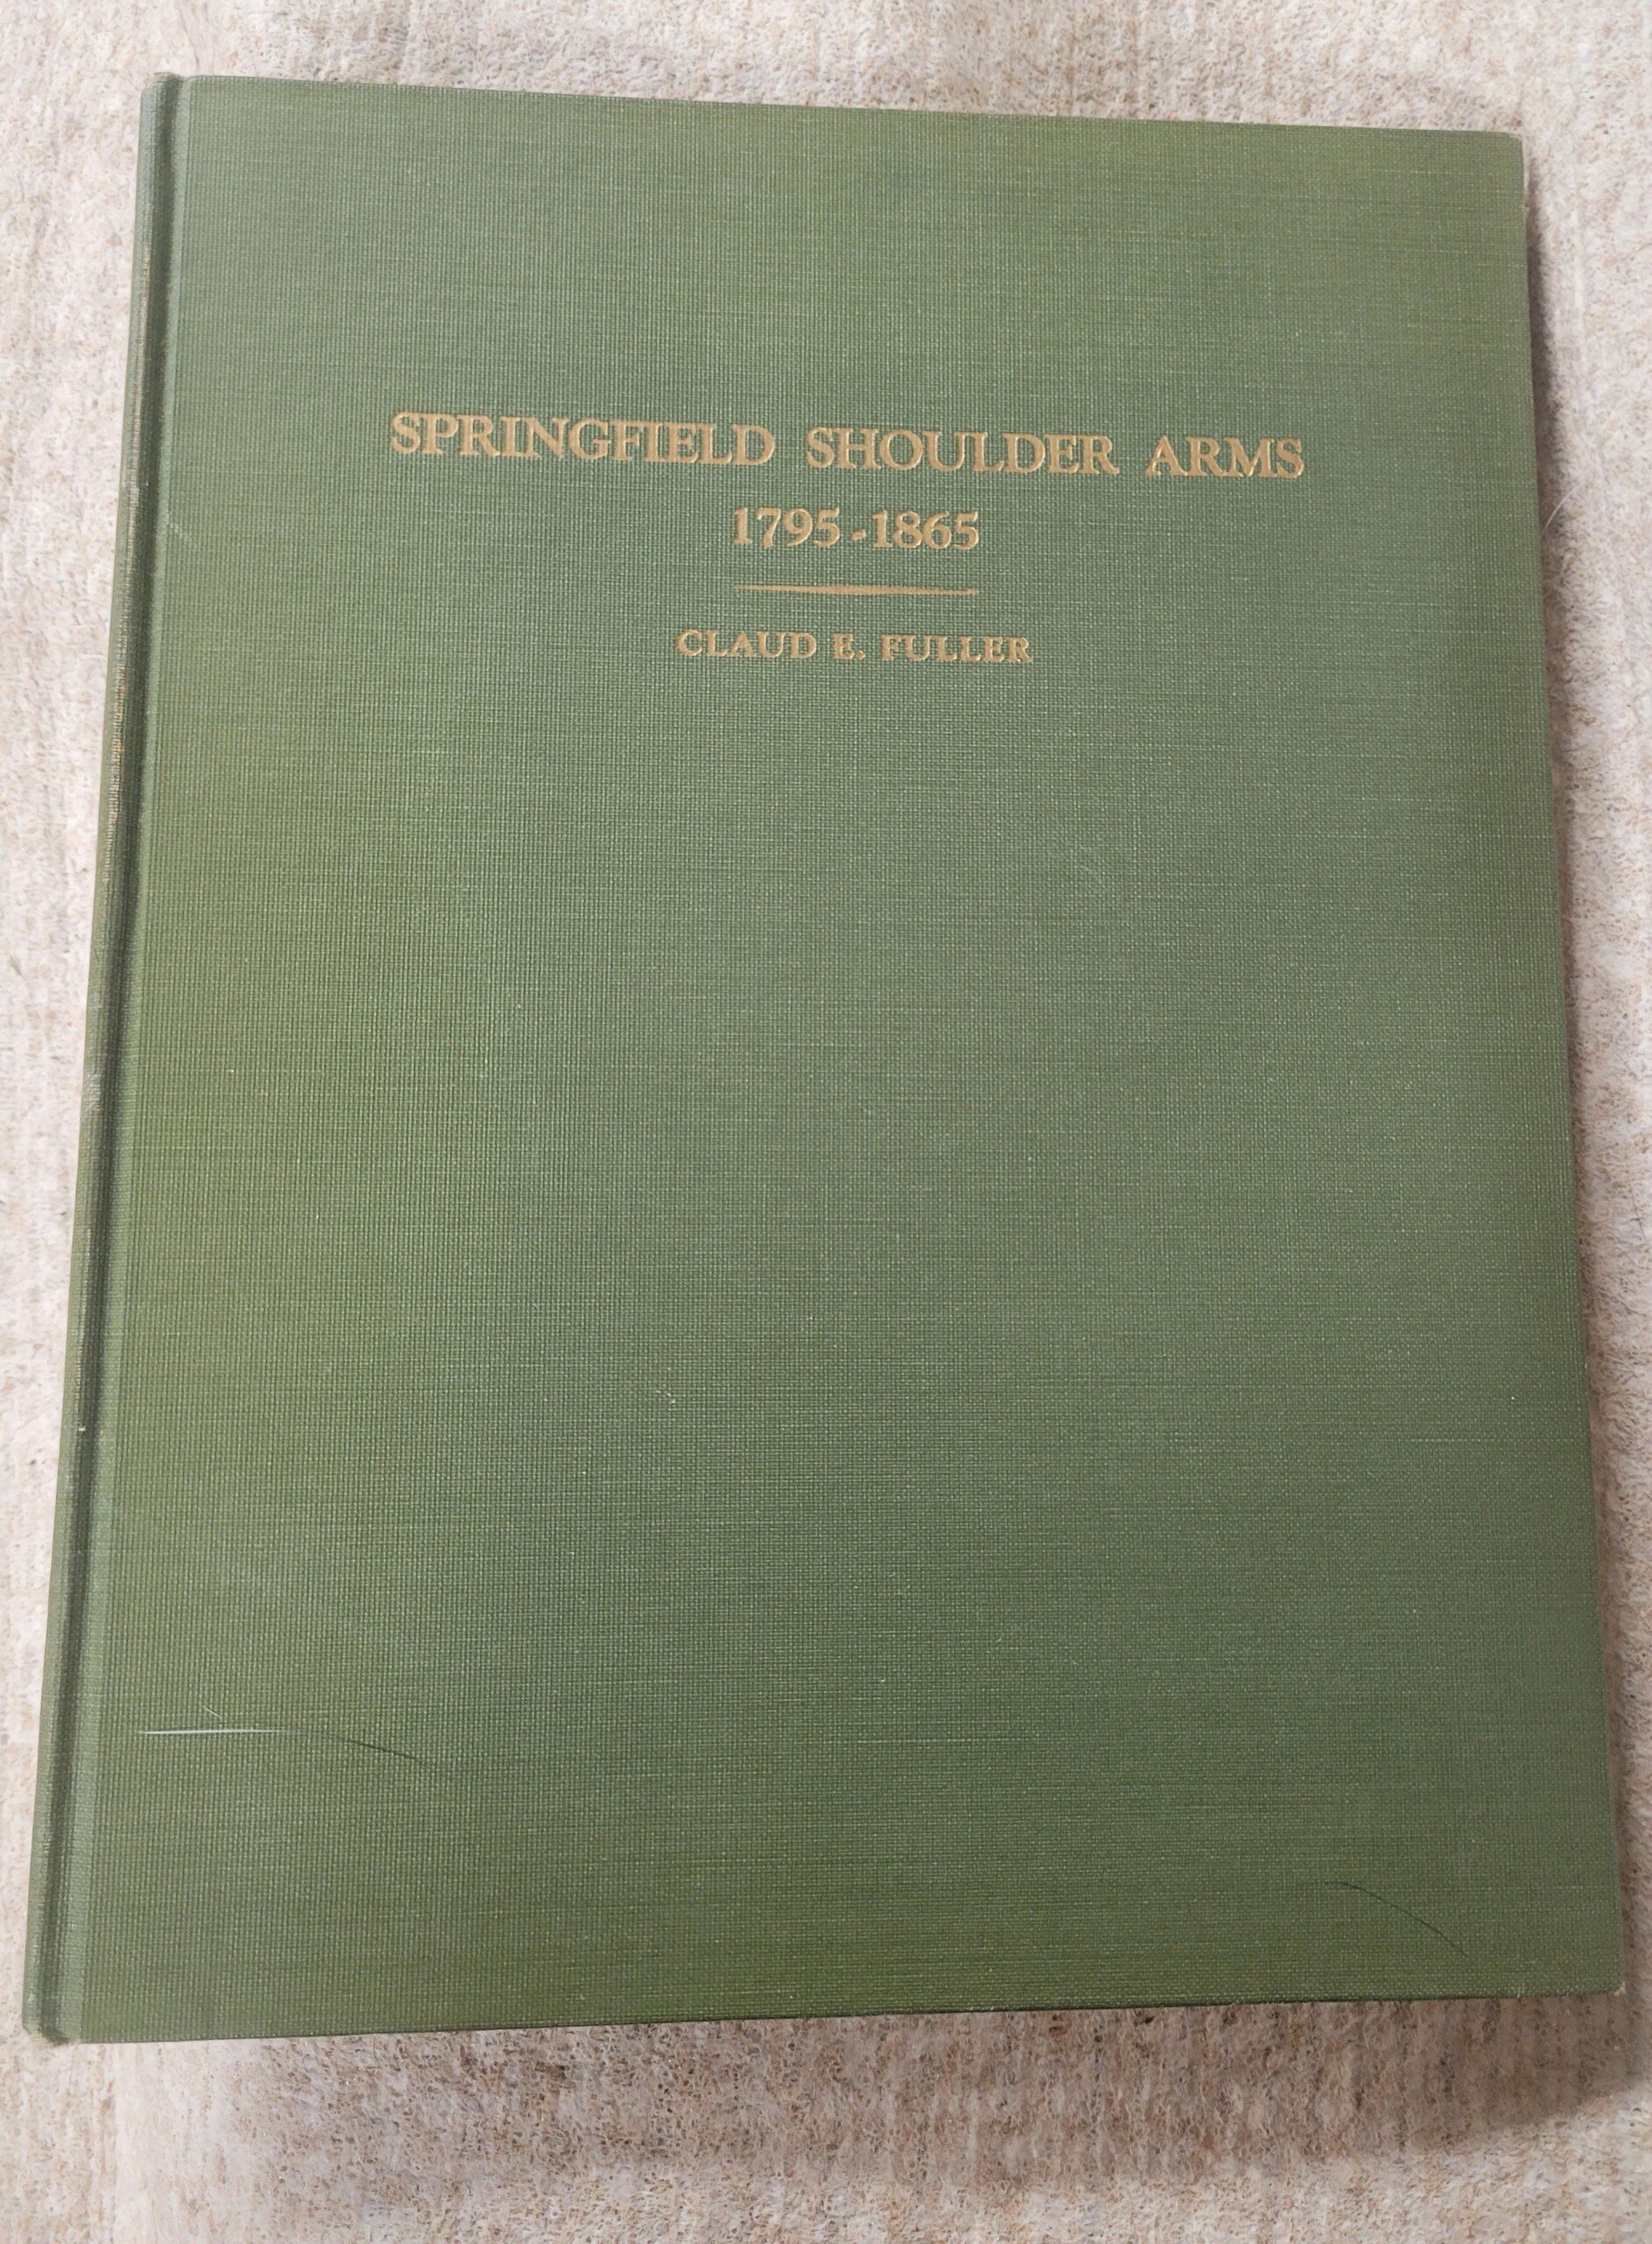 SPRINGFIELD SHOULDER ARMS
1795-1865
CLAUD E. FULLER